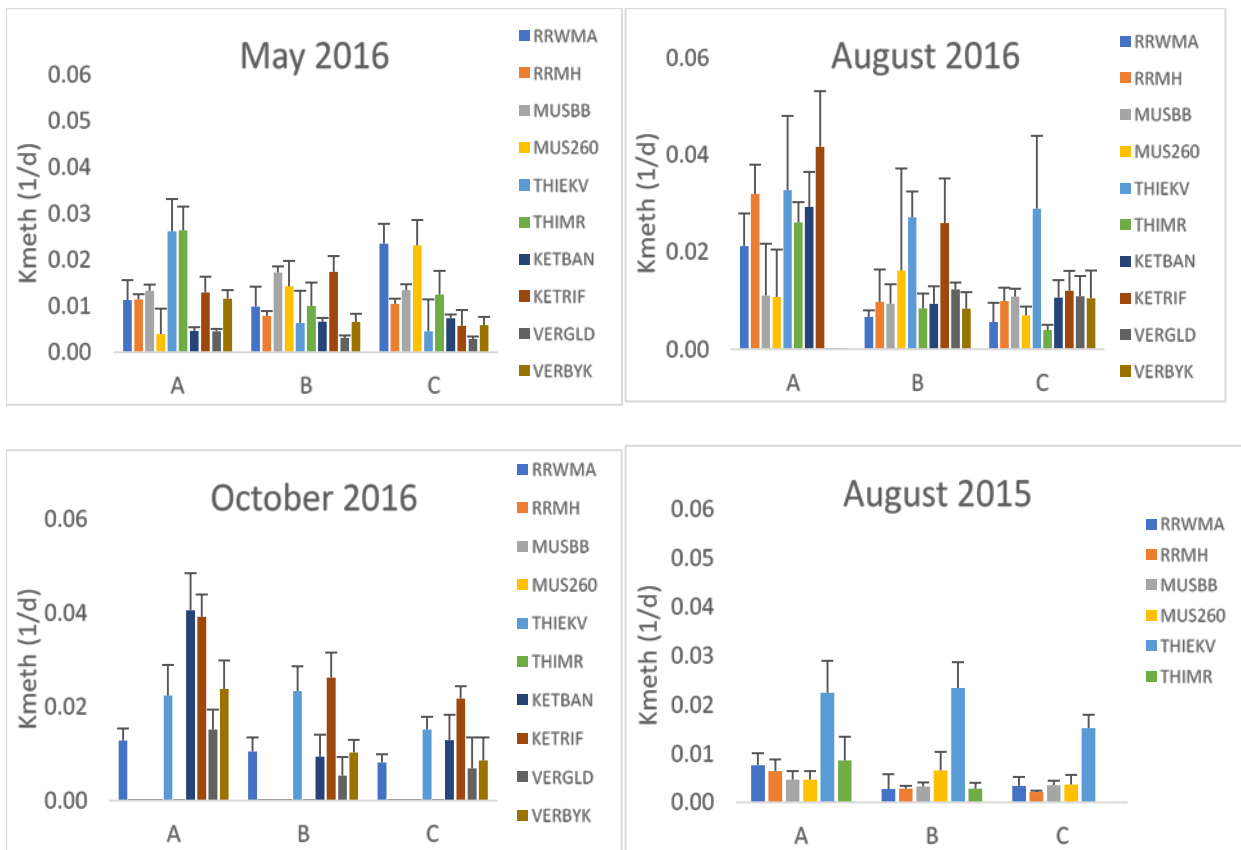 May 2016
Kmeth (1/d)
0.06
0.05
0.04
0.03
0.02
0.01
0.00
A B C
RRWMA
RRMH
MUSBB
MUS260
THIEKV
THIMR
KETBAN
KETRIF
VERGLD
VERBYK
August 2016
Kmeth (1/d)
0.06
0.04
0.02
0.00
A B C
RRWMA
RRMH
MUSBB
MUS260
THIEKV
THIMR
KETBAN
KETRIF
VERGLD
VERBYK
October 2016
Kmeth (1/d)
0.06
0.04
0.02
0.00
A B C
RRWMA
RRMH
MUSBB
MUS260
THIEKV
THIMR
KETBAN
KETRIF
VERGLD
VERBYK
August 2015
Kmeth (1/d)
0.06
0.05
0.04
0.03
0.02
0.01
0.00
A B C
RRWMA
RRMH
MUSBB
MUS260
THIEKV
THIMR